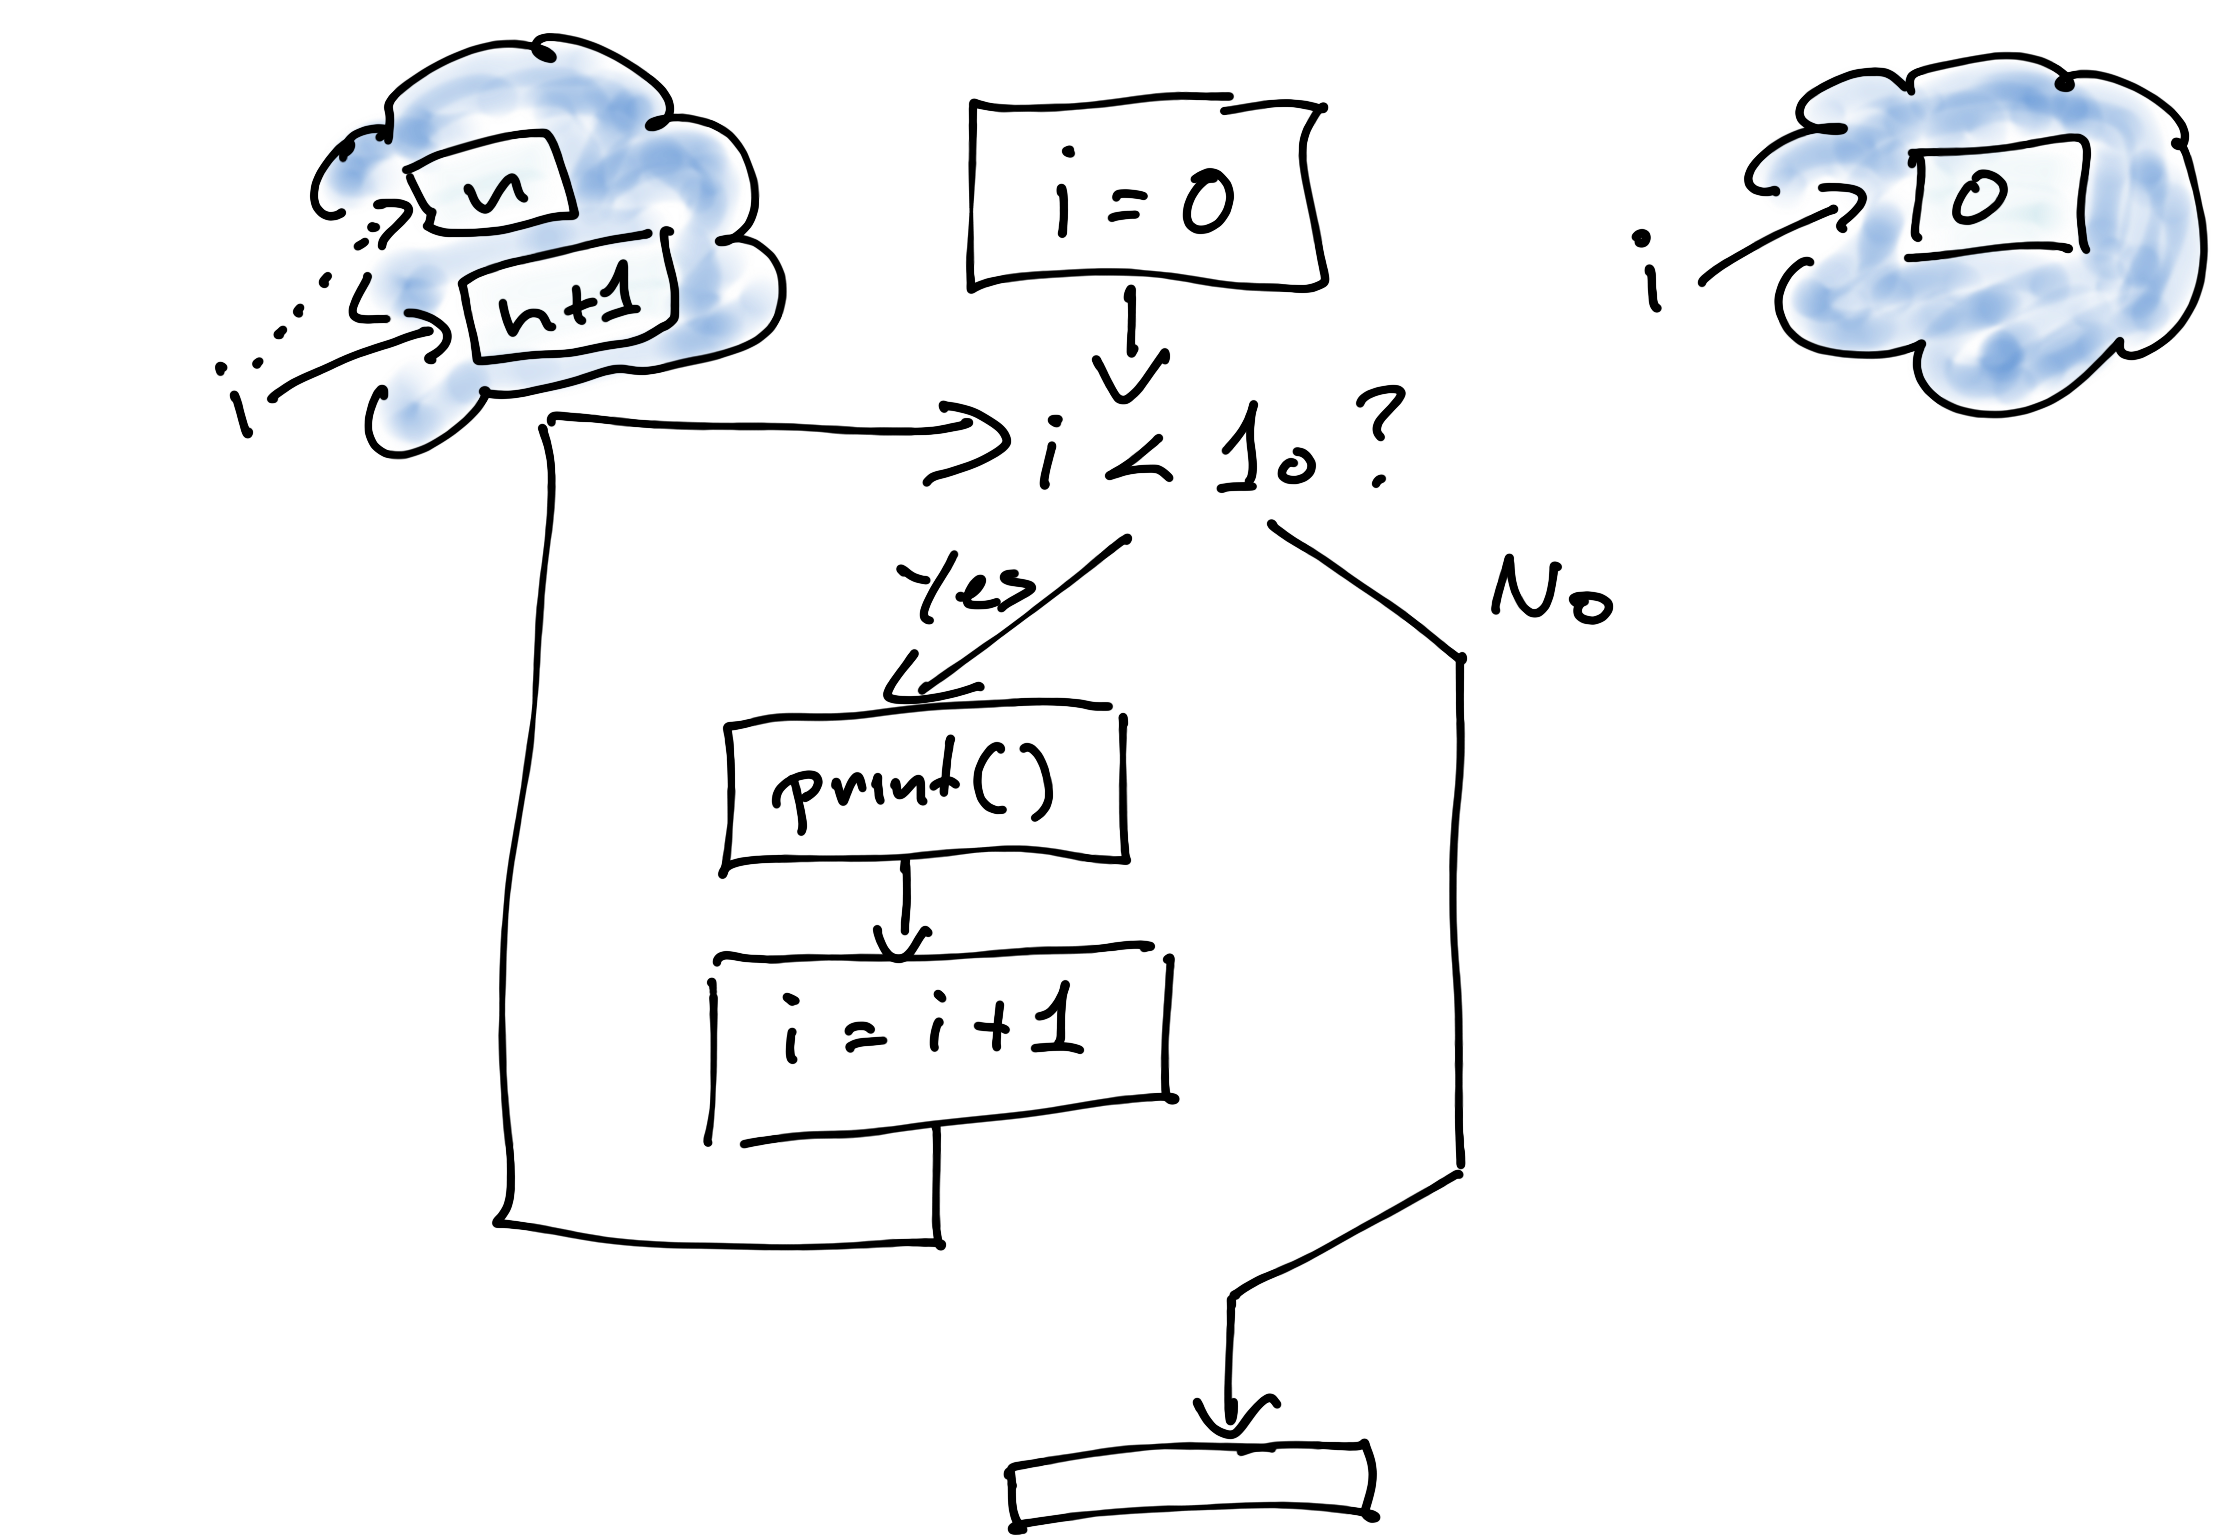 n
n+1
i
i = 0
0
i
i < 10 ?
Yes
No
print()
i = i + 1